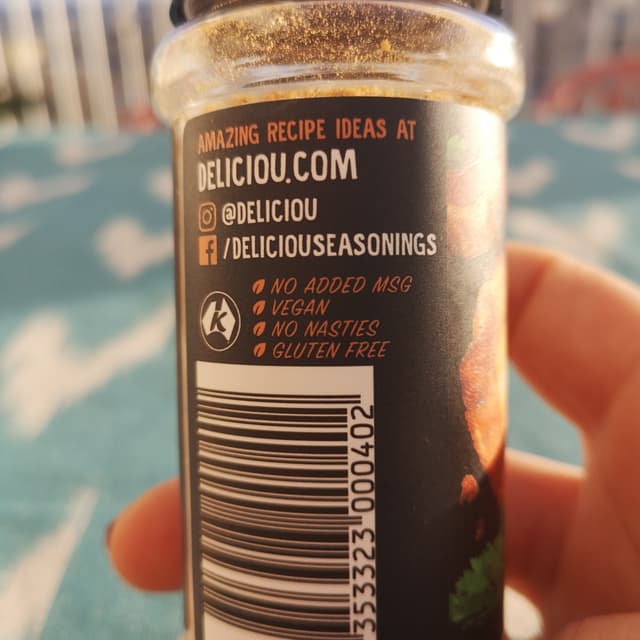 AMAZING RECIPE IDEAS AT
DELICIOU.COM
@DELICIOU
/DELICIOUSEASONINGS
NO ADDED MSG
VEGAN
NO NASTIES
GLUTEN FREE
K
353323 000402